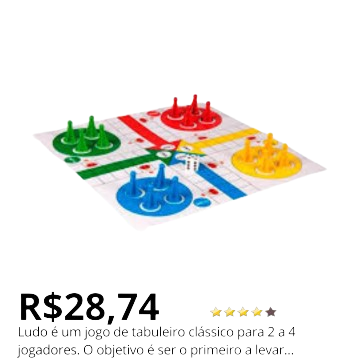 R$28,74
Ludo é um jogo de tabuleiro clássico para 2 a 4
jogadores. O objetivo é ser o primeiro a levar...